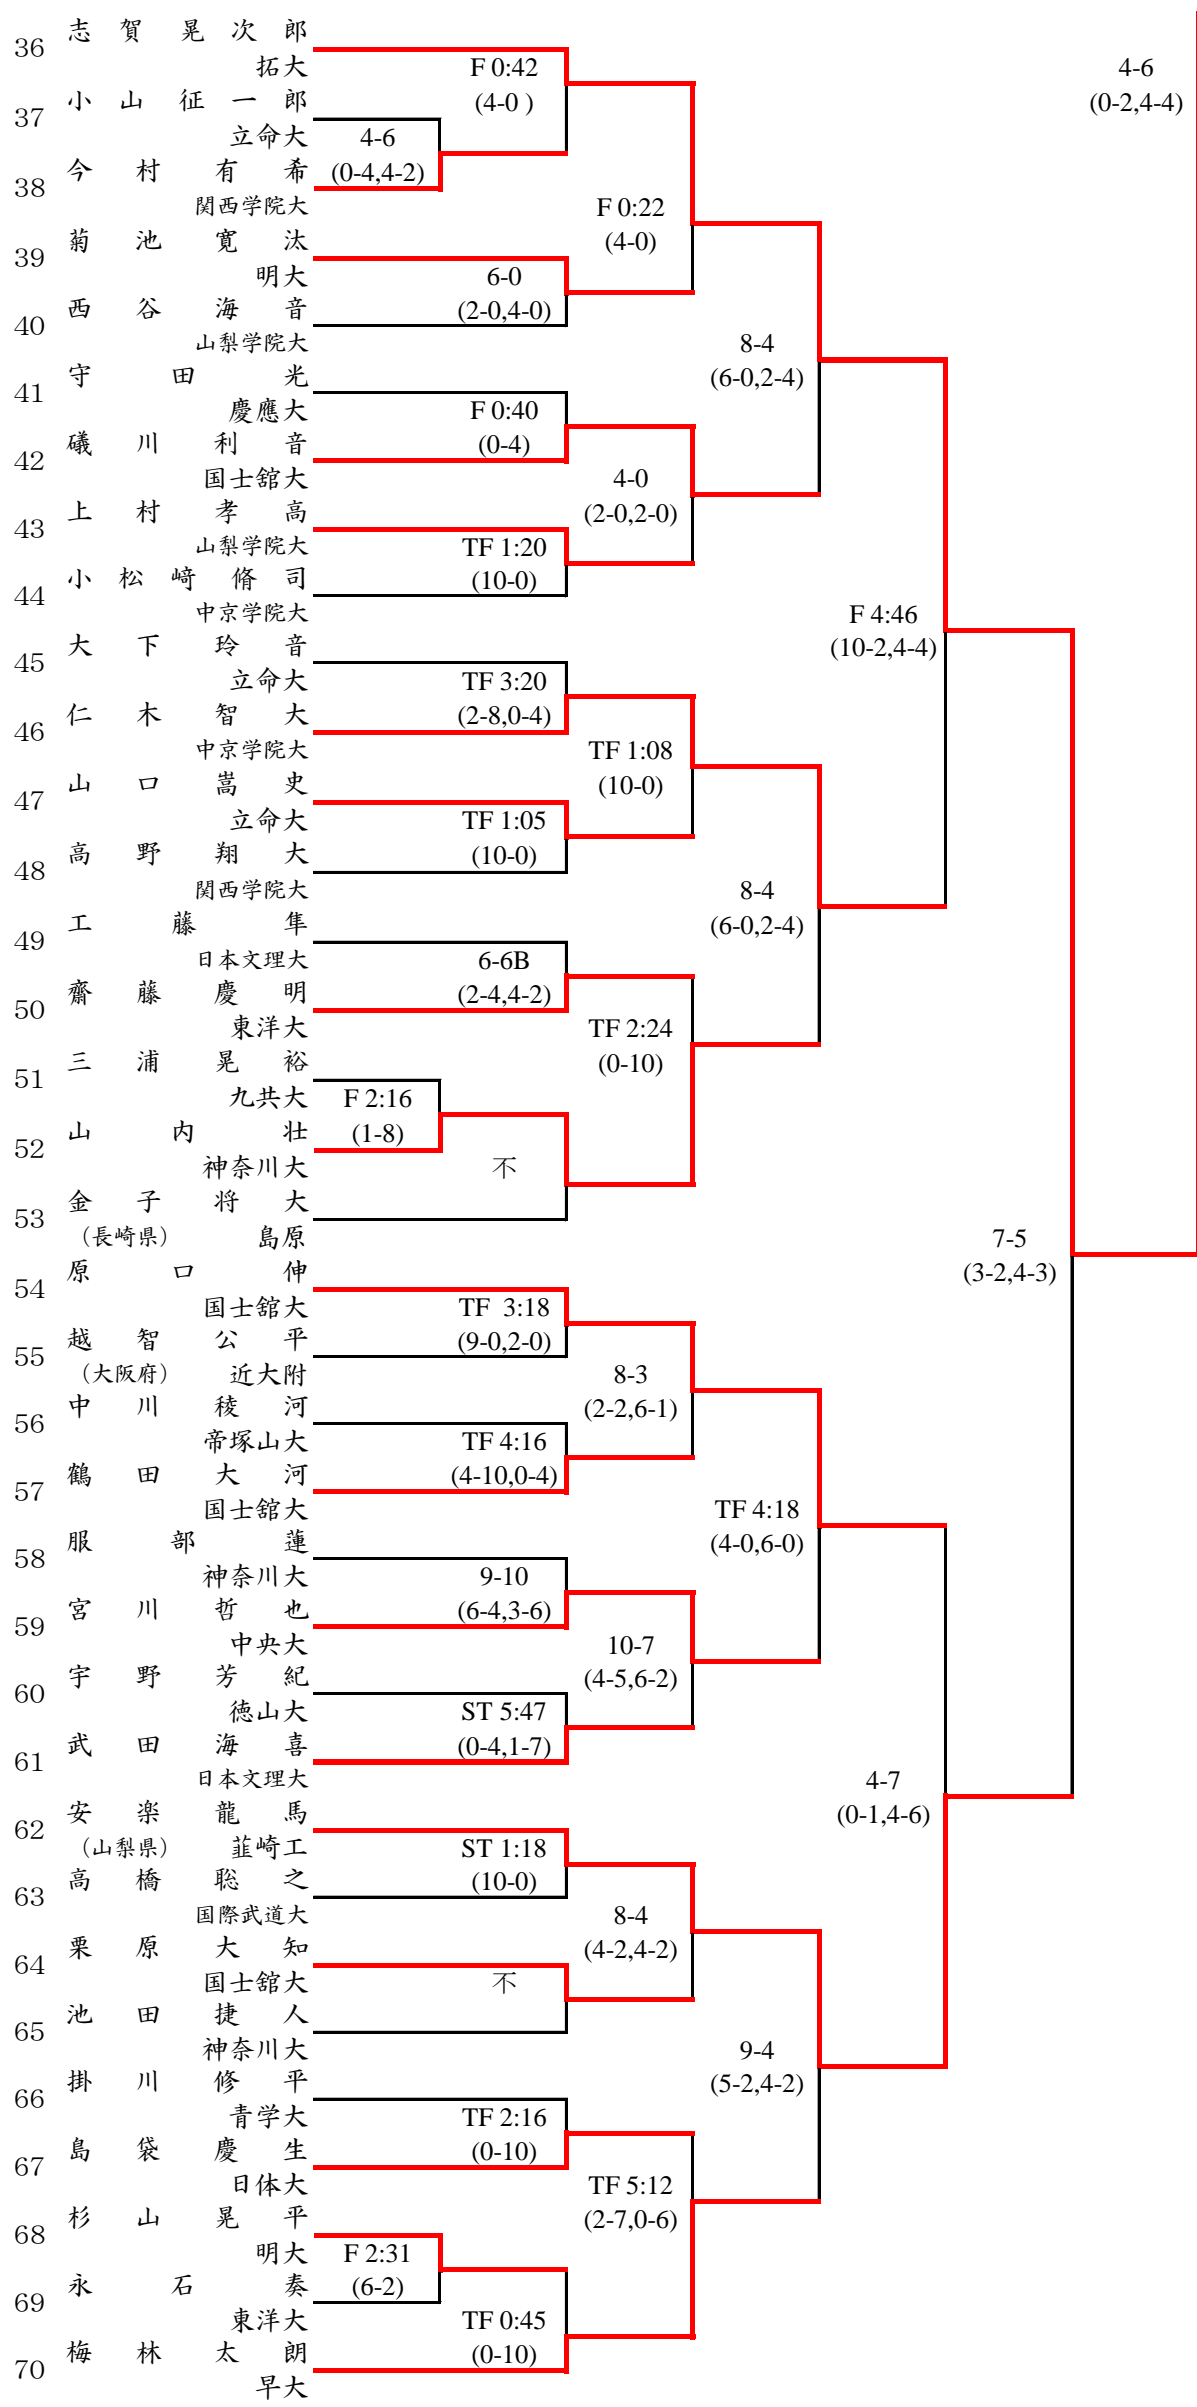 36 志賀晃次郎
拓大
37 小山征一郎
立命大
38 今村有希
関西学院大
39 菊池寛汰
明大
40 西谷海音
山梨学院大
41 守田光
慶應大
42 礒川利音
国士舘大
43 上村孝高
山梨学院大
44 小松﨑脩司
中京学院大
45 大下玲音
立命大
46 仁木智大
中京学院大
47 山口嵩史
立命大
48 高野翔大
関西学院大
49 工藤隼
日本文理大
50 齋藤慶明
東洋大
51 三浦晃裕
九共大
52 山内壮
神奈川大
53 金子将大
（長崎県） 島原
54 原口伸
国士舘大
55 越智公平
（大阪府） 近大附
56 中川稜河
帝塚山大
57 鶴田大河
国士舘大
58 服部蓮
神奈川大
59 宮川哲也
中央大
60 宇野芳紀
徳山大
61 武田海喜
日本文理大
62 安楽龍馬
（山梨県） 韮崎工
63 高橋聡之
国際武道大
64 栗原大知
国士舘大
65 池田捷人
神奈川大
66 掛川修平
青学大
67 島袋慶生
日体大
68 杉山晃平
明大
69 永石奏
東洋大
70 梅林太朗
早大
4-6
(0-4,4-2)
F 2:16
(1-8)
F 2:31
(6-2)
F 0:42
(4-0 )
6-0
(2-0,4-0)
F 0:40
(0-4)
TF 1:20
(10-0)
TF 3:20
(2-8,0-4)
TF 1:05
(10-0)
6-6B
(2-4,4-2)
不
TF 3:18
(9-0,2-0)
TF 4:16
(4-10,0-4)
9-10
(6-4,3-6)
ST 5:47
(0-4,1-7)
ST 1:18
(10-0)
不
TF 2:16
(0-10)
TF 0:45
(0-10)
F 0:22
(4-0)
4-0
(2-0,2-0)
TF 1:08
(10-0)
TF 2:24
(0-10)
8-3
(2-2,6-1)
10-7
(4-5,6-2)
8-4
(4-2,4-2)
TF 5:12
(2-7,0-6)
8-4
(6-0,2-4)
8-4
(6-0,2-4)
TF 4:18
(4-0,6-0)
9-4
(5-2,4-2)
F 4:46
(10-2,4-4)
4-7
(0-1,4-6)
7-5
(3-2,4-3)
4-6
(0-2,4-4)